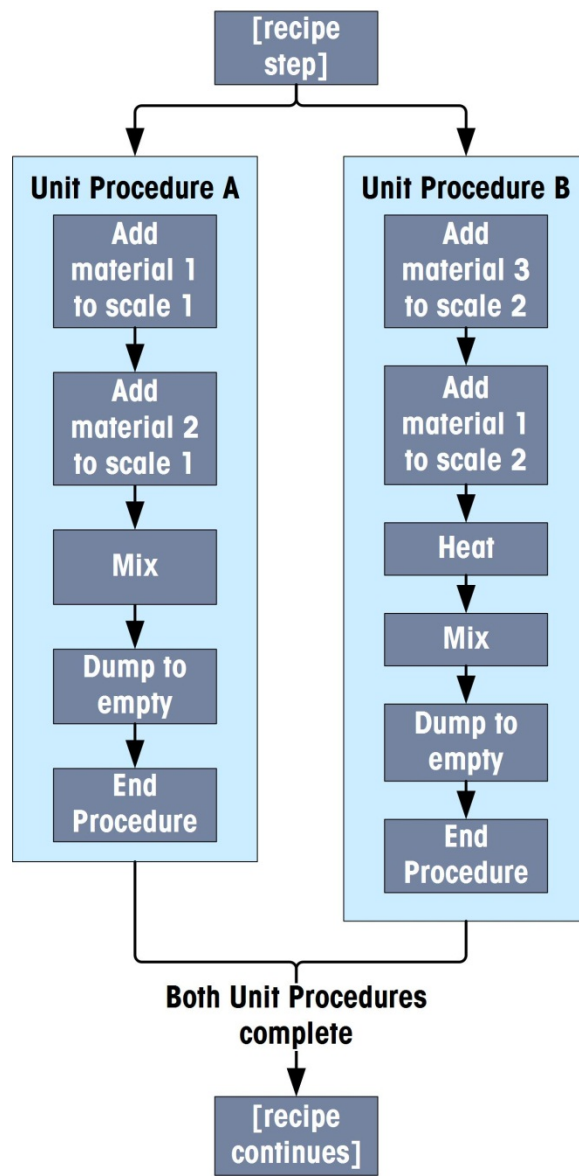 [recipe
step]
Unit Procedure A
Add
material 1
to scale 1
Add
material 2
to scale 1
Mix
Dump to
empty
End
Procedure
Unit Procedure B
Add
material 3
to scale 2
Add
material 1
to scale 2
Heat
Mix
Dump to
empty
End
Procedure
Both Unit Procedures
complete
[recipe
continues]